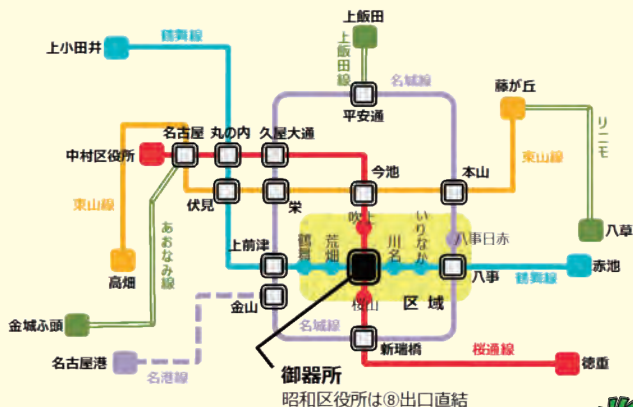 上飯田
上小田井
鶴舞線
上飯田線
名城線
藤が丘
平安通
名古屋
丸の内
久屋大通
リニモ
中村区役所
今池
本山
東山線
東山線
伏見
栄
吹上
いりなか
あおなみ線
上前津
鶴舞
荒畑
川名
八事日赤
八草
高畑
八事
赤池
鶴舞線
金山
桜山
区域
金城ふ頭
名城線
新瑞橋
桜通線
徳重
名古屋港
名港線
御器所
昭和区役所は⑧出口直結